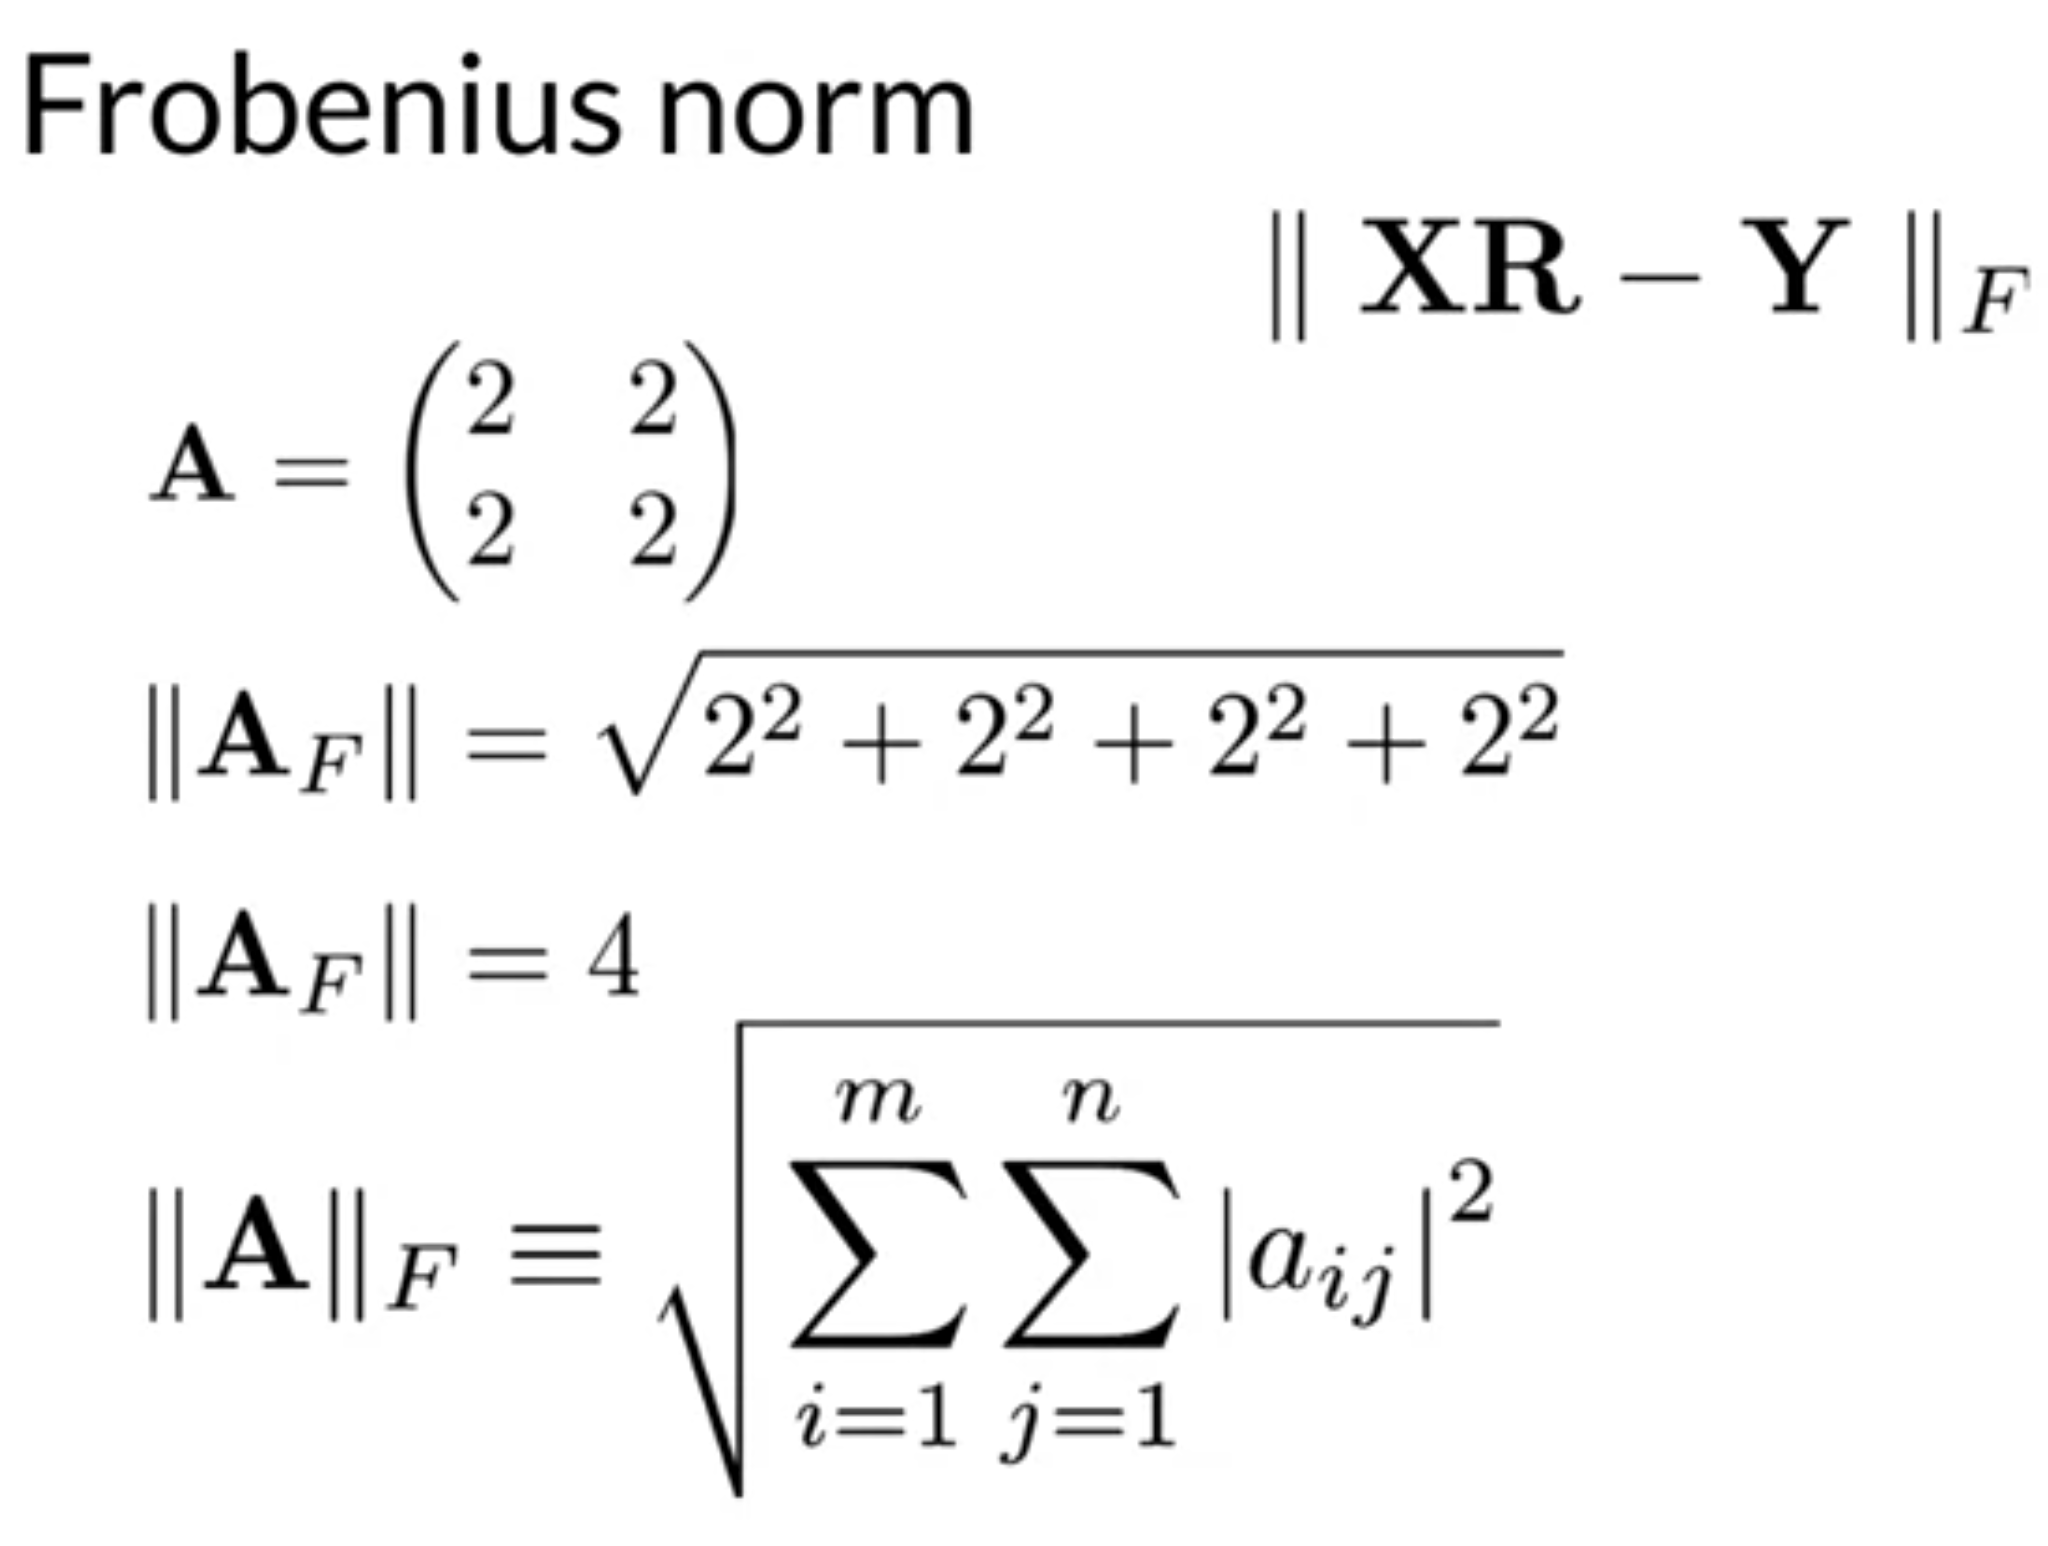 Frobenius norm
‖ XR − Y ‖_F
A = (2 2
2 2)
‖A_F‖ = √(2² + 2² + 2² + 2²)
‖A_F‖ = 4
‖A‖_F ≡ √(∑_{i=1}^{m} ∑_{j=1}^{n} |a_{ij}|²)